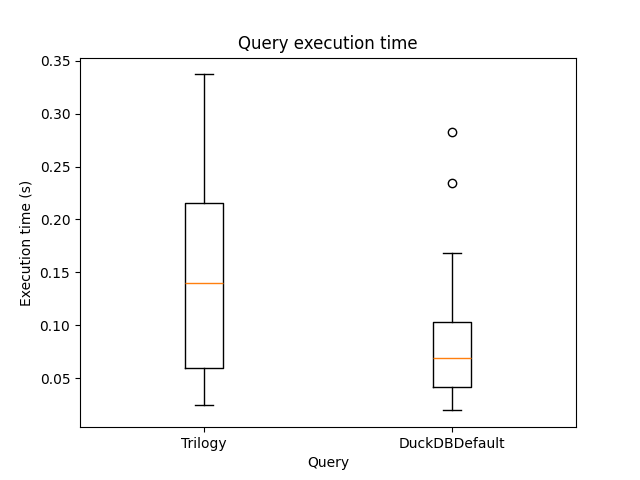 Query execution time
0.35
0.30
0.25
0.20
0.15
0.10
0.05
Execution time (s)
Trilogy
DuckDBDefault
Query